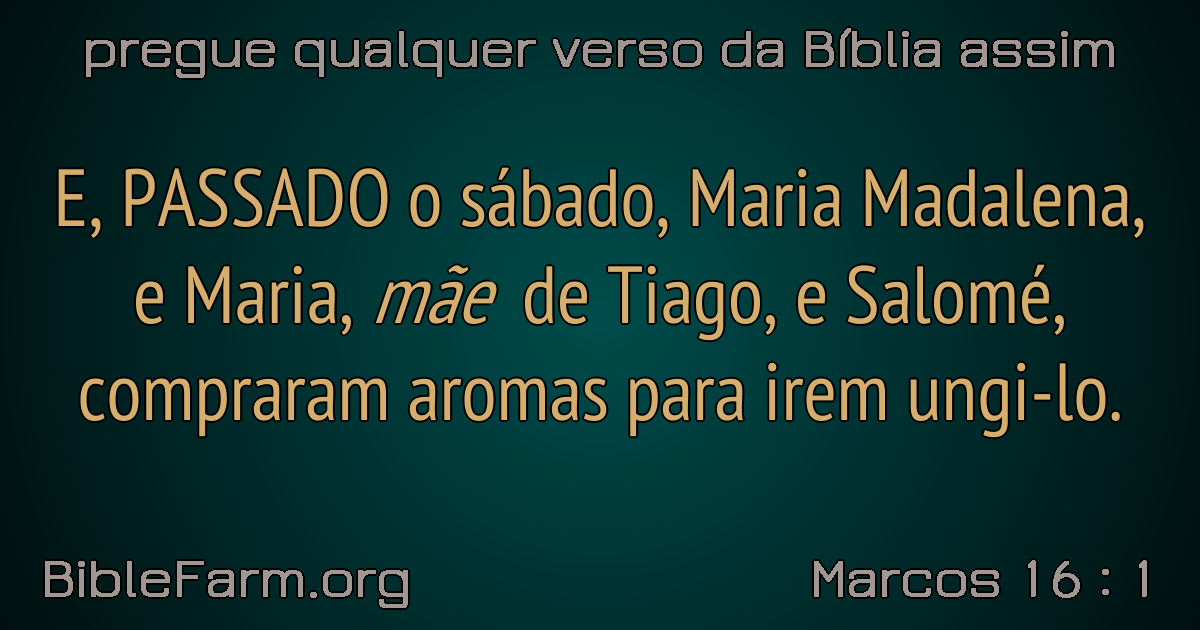 pregue qualquer verso da Bíblia assim
E, PASSADO o sábado, Maria Madalena,
e Maria, mãe de Tiago, e Salomé,
compraram aromas para irem ungi-lo.
BibleFarm.org
Marcos 16 : 1